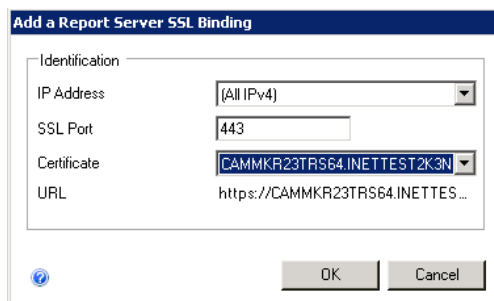 Add a Report Server SSL Binding
Identification
IP Address (All IPv4)
SSL Port 443
Certificate CAMMKR23TRS64.INETTEST2K3N
URL https://CAMMKR23TRS64.INETTES...
OK Cancel